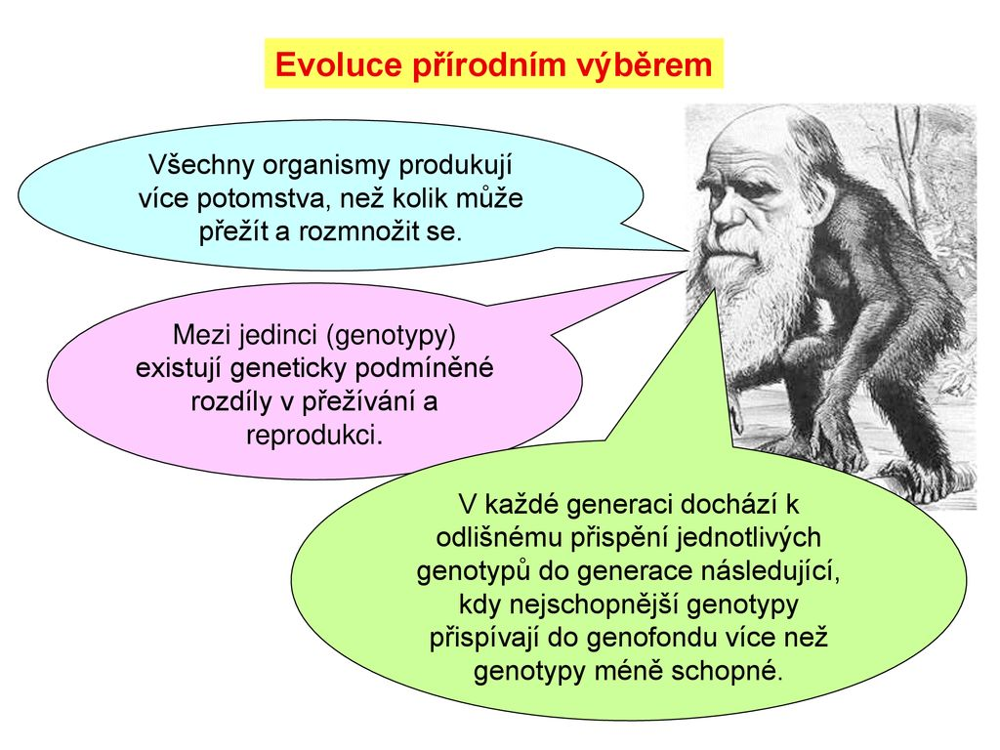 Evoluce přírodním výběrem
Všechny organismy produkují
více potomstva, než kolik může
přežít a rozmnožit se.
Mezi jedinci (genotypy)
existují geneticky podmíněné
rozdíly v přežívání a
reprodukci.
V každé generaci dochází k
odlišnému přispění jednotlivých
genotypů do generace následující,
kdy nejschopnější genotypy
přispívají do genofondu více než
genotypy méně schopné.